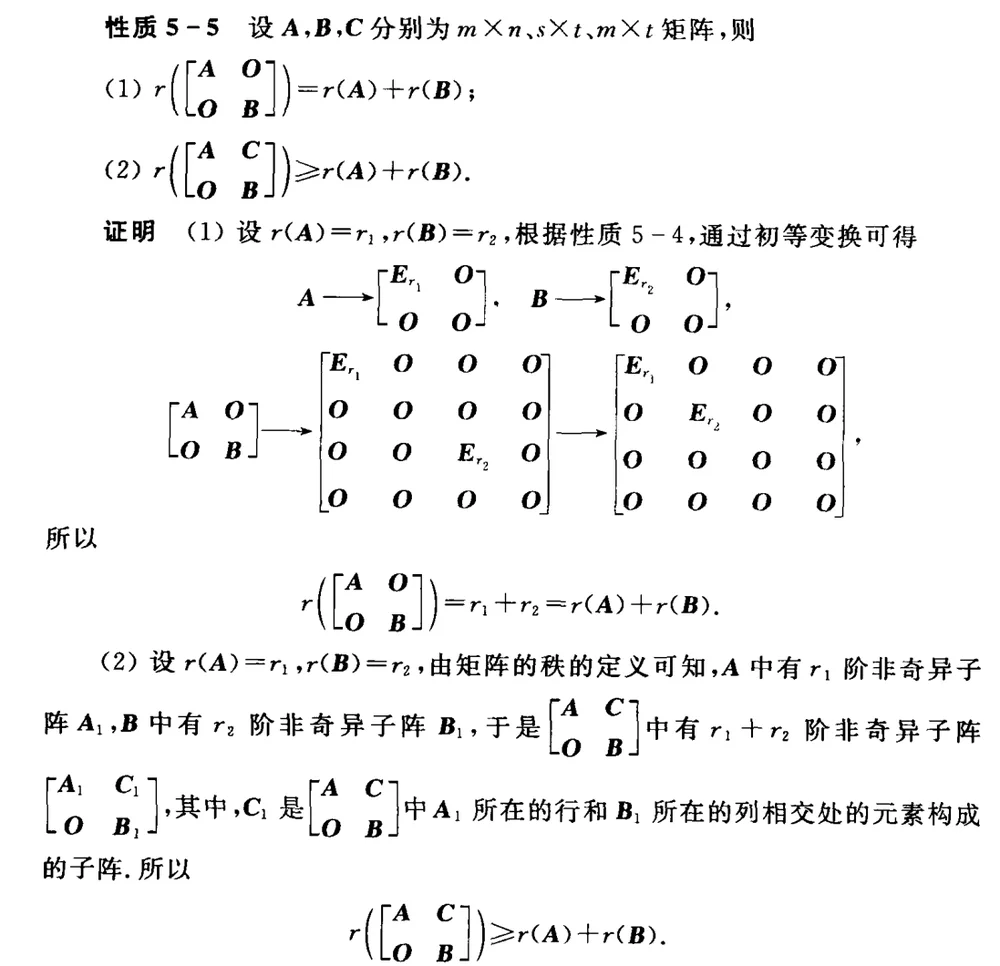 性质 5-5 设 A,B,C 分别为 m×n、s×t、m×t 矩阵,则
(1) r([A O; O B])=r(A)+r(B);
(2) r([A C; O B])≥r(A)+r(B).
证明 (1) 设 r(A)=r₁,r(B)=r₂,根据性质 5-4,通过初等变换可得
A→[E_{r₁} O; O O], B→[E_{r₂} O; O O],
[A O; O B]→[E_{r₁} O O O; O O O O; O O E_{r₂} O; O O O O]→[E_{r₁} O O O; O E_{r₂} O O; O O O O; O O O O],
所以
r([A O; O B])=r₁+r₂=r(A)+r(B).
(2) 设 r(A)=r₁,r(B)=r₂,由矩阵的秩的定义可知,A 中有 r₁ 阶非奇异子
阵 A₁,B 中有 r₂ 阶非奇异子阵 B₁,于是[A C; O B]中有 r₁+r₂ 阶非奇异子阵
[A₁ C₁; O B₁],其中,C₁ 是[A C; O B]中 A₁ 所在的行和 B₁ 所在的列相交处的元素构成
的子阵.所以
r([A C; O B])≥r(A)+r(B).